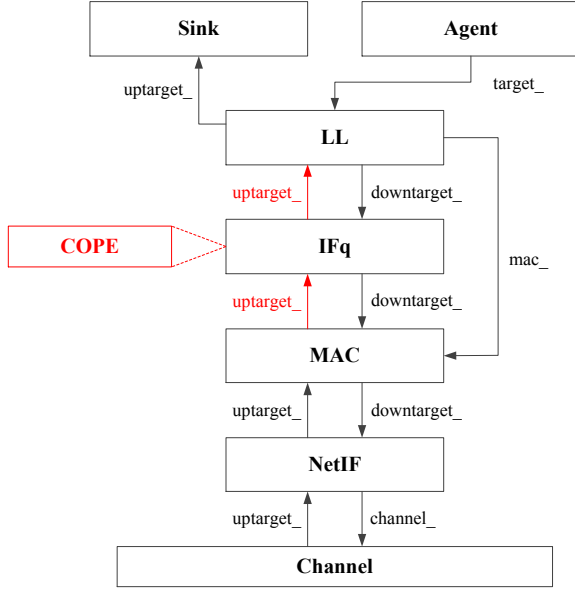 Sink
Agent
uptarget_
target_
LL
uptarget_
downtarget_
COPE
IFq
mac_
uptarget_
downtarget_
MAC
uptarget_
downtarget_
NetIF
uptarget_
channel_
Channel